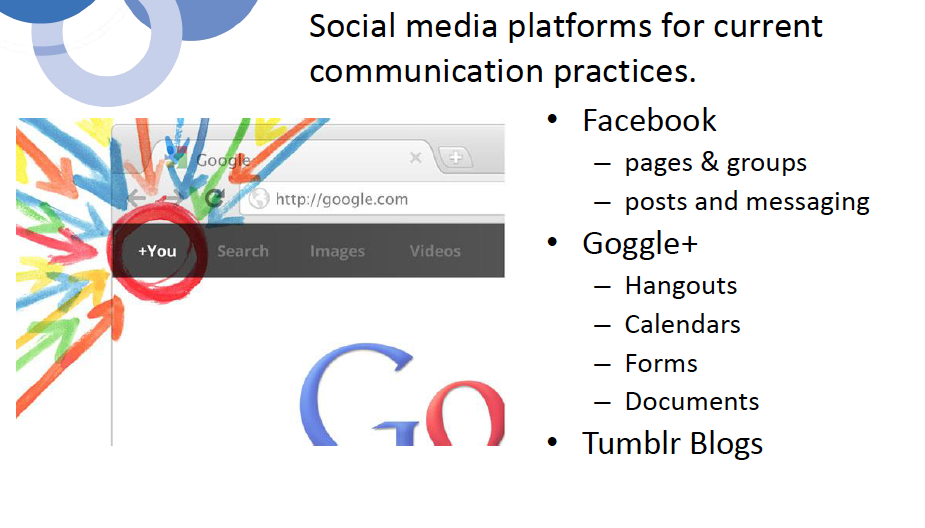 Social media platforms for current
communication practices.
Google
http://google.com
+You Search Images Videos
Go
• Facebook
– pages & groups
– posts and messaging
• Goggle+
– Hangouts
– Calendars
– Forms
– Documents
• Tumblr Blogs